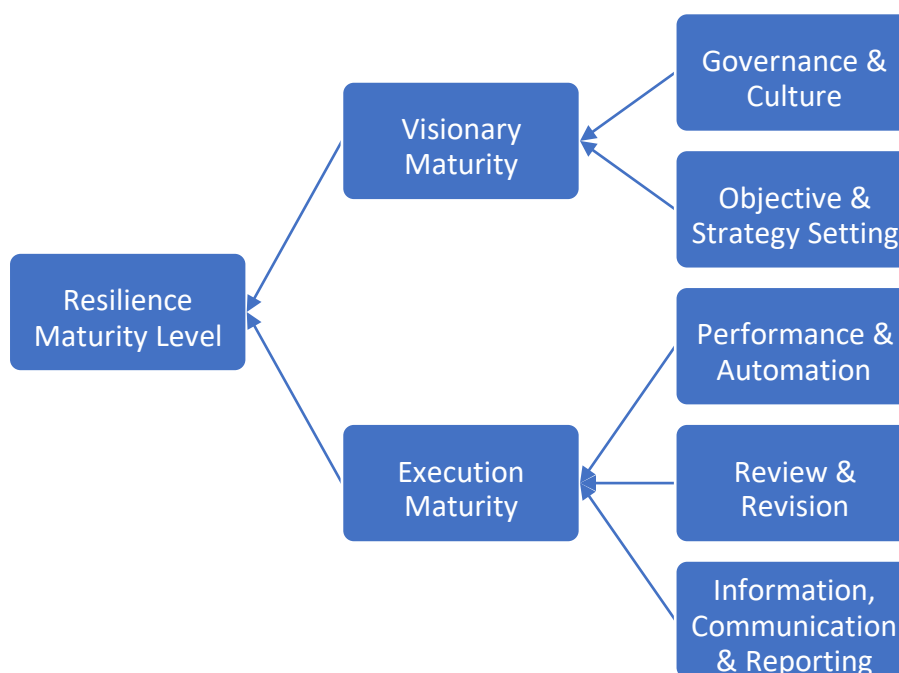 Governance &
Culture
Visionary
Maturity
Objective &
Strategy Setting
Resilience
Maturity Level
Performance &
Automation
Execution
Maturity
Review &
Revision
Information,
Communication
& Reporting